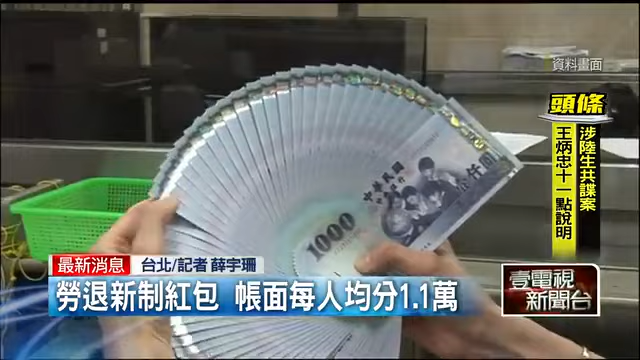 資料畫面
頭條
涉陸生共諜案
王炳忠十一點說明
中華民國
壹仟圓
1000
最新消息
台北/記者 薛宇珊
勞退新制紅包 帳面每人均分1.1萬
壹電視
新聞台